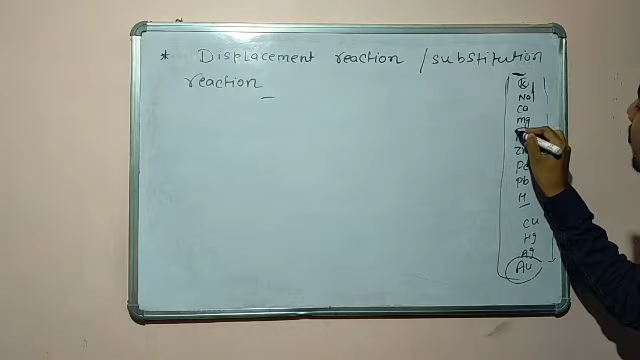 * Displacement reaction / substitution
reaction
K
Na
Ca
mg
Zn
Fe
Pb
H
Cu
Hg
Ag
Au